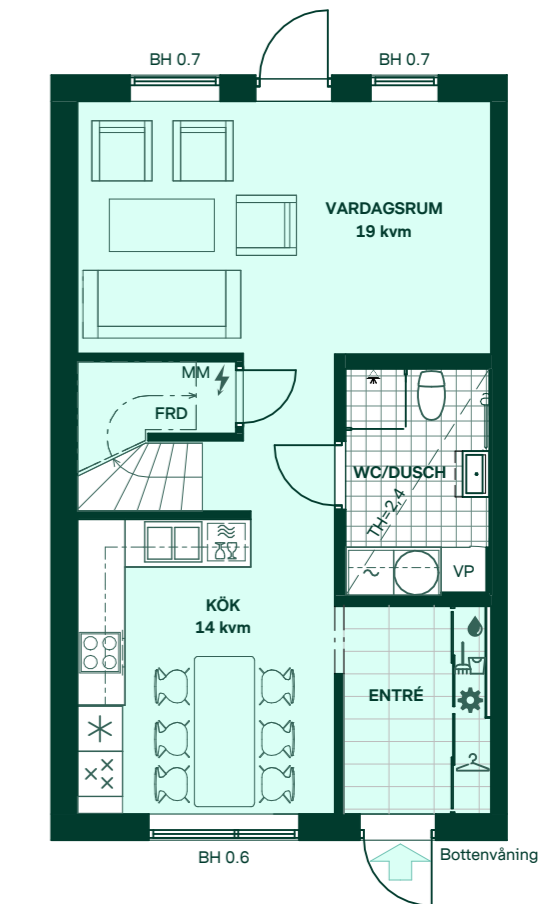 BH 0.7
BH 0.7
VARDAGSRUM
19 kvm
MM
FRD
WC/DUSCH
TH=2,4
VP
KÖK
14 kvm
ENTRÉ
BH 0.6
Bottenvåning